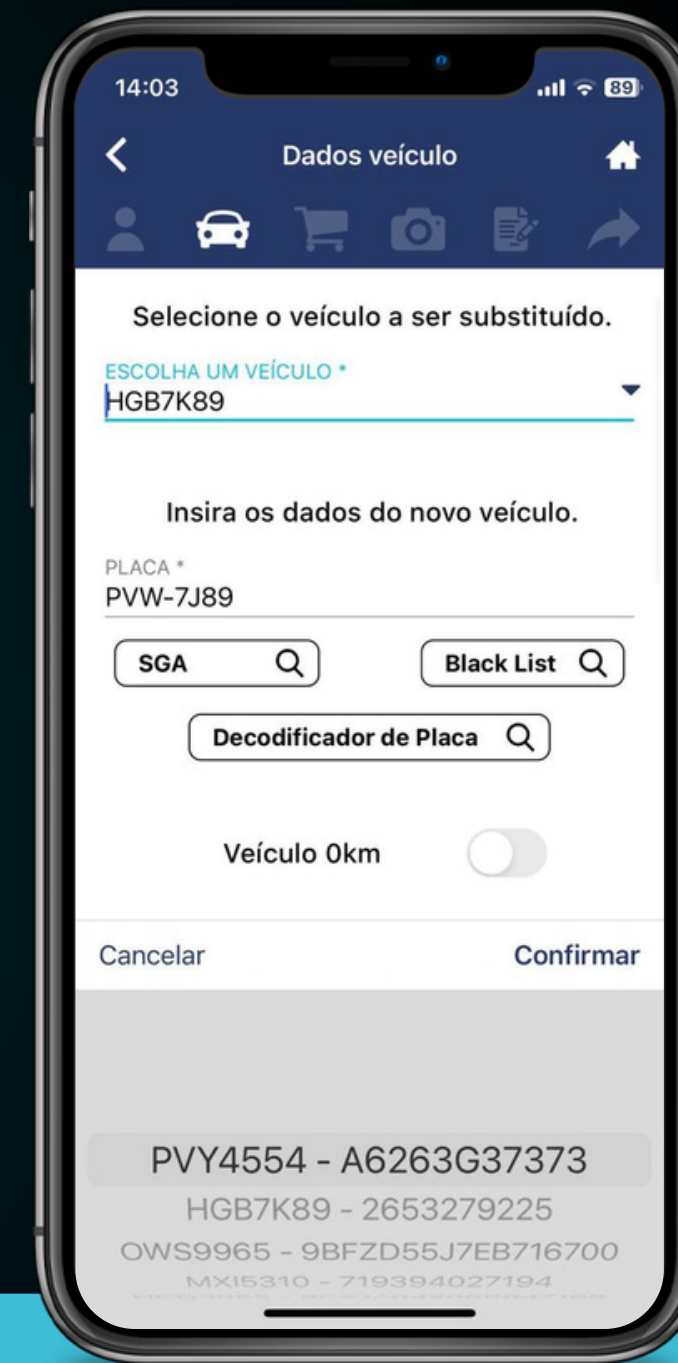 14:03
89
Dados veículo
Selecione o veículo a ser substituído.
ESCOLHA UM VEÍCULO *
HGB7K89
Insira os dados do novo veículo.
PLACA *
PVW-7J89
SGA
Black List
Decodificador de Placa
Veículo 0km
Cancelar
Confirmar
PVY4554 - A6263G37373
HGB7K89 - 2653279225
OWS9965 - 9BFZD55J7EB716700
MXI5310 - 719394027194